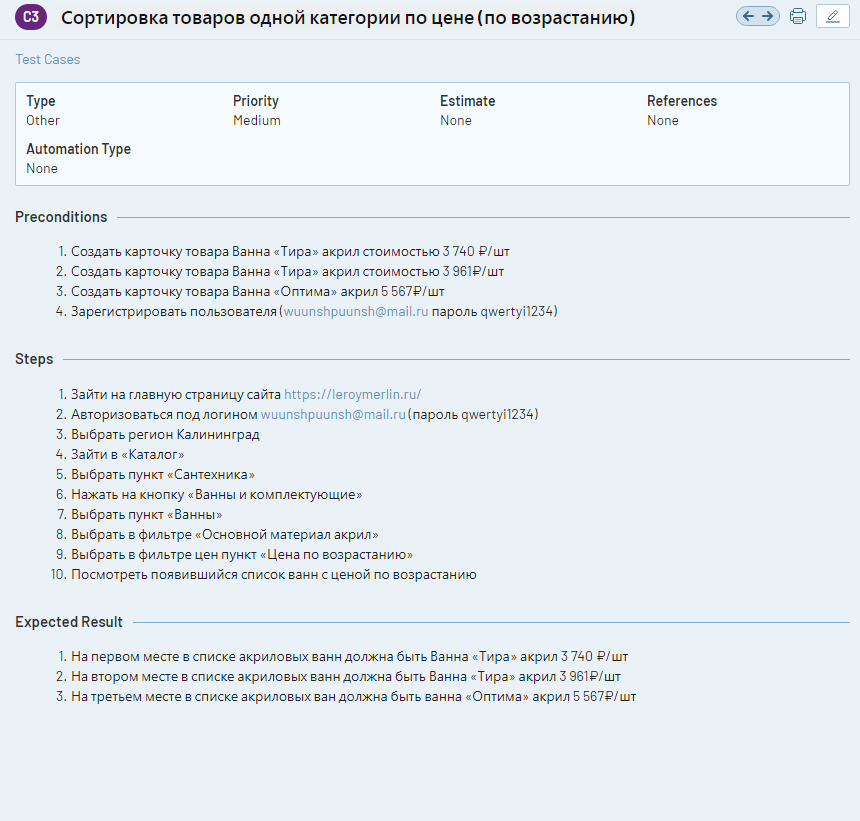 C3 Сортировка товаров одной категории по цене (по возрастанию)
Test Cases
Type Priority Estimate References
Other Medium None None
Automation Type
None
Preconditions
1. Создать карточку товара Ванна «Тира» акрил стоимостью 3 740 ₽/шт
2. Создать карточку товара Ванна «Тира» акрил стоимостью 3 961₽/шт
3. Создать карточку товара Ванна «Оптима» акрил 5 567₽/шт
4. Зарегистрировать пользователя (wuunshpuunsh@mail.ru пароль qwertyi1234)
Steps
1. Зайти на главную страницу сайта https://leroymerlin.ru/
2. Авторизоваться под логином wuunshpuunsh@mail.ru (пароль qwertyi1234)
3. Выбрать регион Калининград
4. Зайти в «Каталог»
5. Выбрать пункт «Сантехника»
6. Нажать на кнопку «Ванны и комплектующие»
7. Выбрать пункт «Ванны»
8. Выбрать в фильтре «Основной материал акрил»
9. Выбрать в фильтре цен пункт «Цена по возрастанию»
10. Посмотреть появившийся список ванн с ценой по возрастанию
Expected Result
1. На первом месте в списке акриловых ванн должна быть Ванна «Тира» акрил 3 740 ₽/шт
2. На втором месте в списке акриловых ванн должна быть Ванна «Тира» акрил 3 961₽/шт
3. На третьем месте в списке акриловых ван должна быть ванна «Оптима» акрил 5 567₽/шт